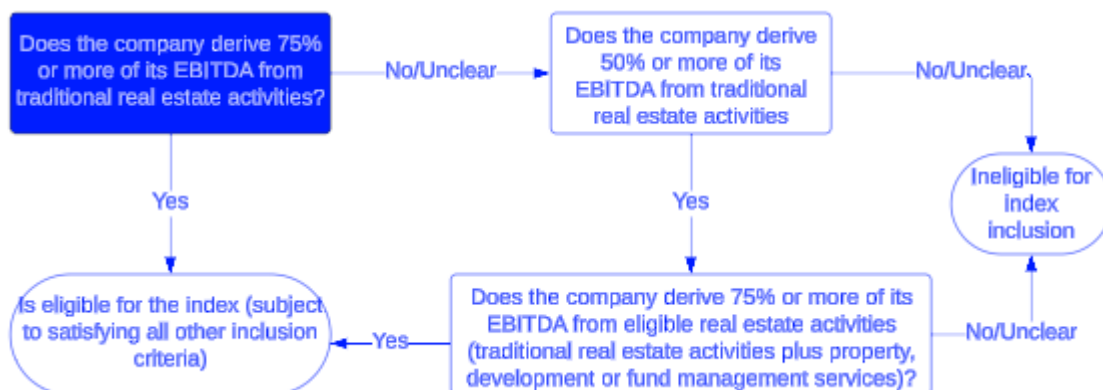 Does the company derive 75%
or more of its EBITDA from
traditional real estate activities?
No/Unclear
Does the company derive
50% or more of its
EBITDA from traditional
real estate activities
No/Unclear
Yes
Yes
Ineligible for
index
inclusion
Is eligible for the index (subject
to satisfying all other inclusion
criteria)
Yes
Does the company derive 75% or more of its
EBITDA from eligible real estate activities
(traditional real estate activities plus property,
development or fund management services)?
No/Unclear